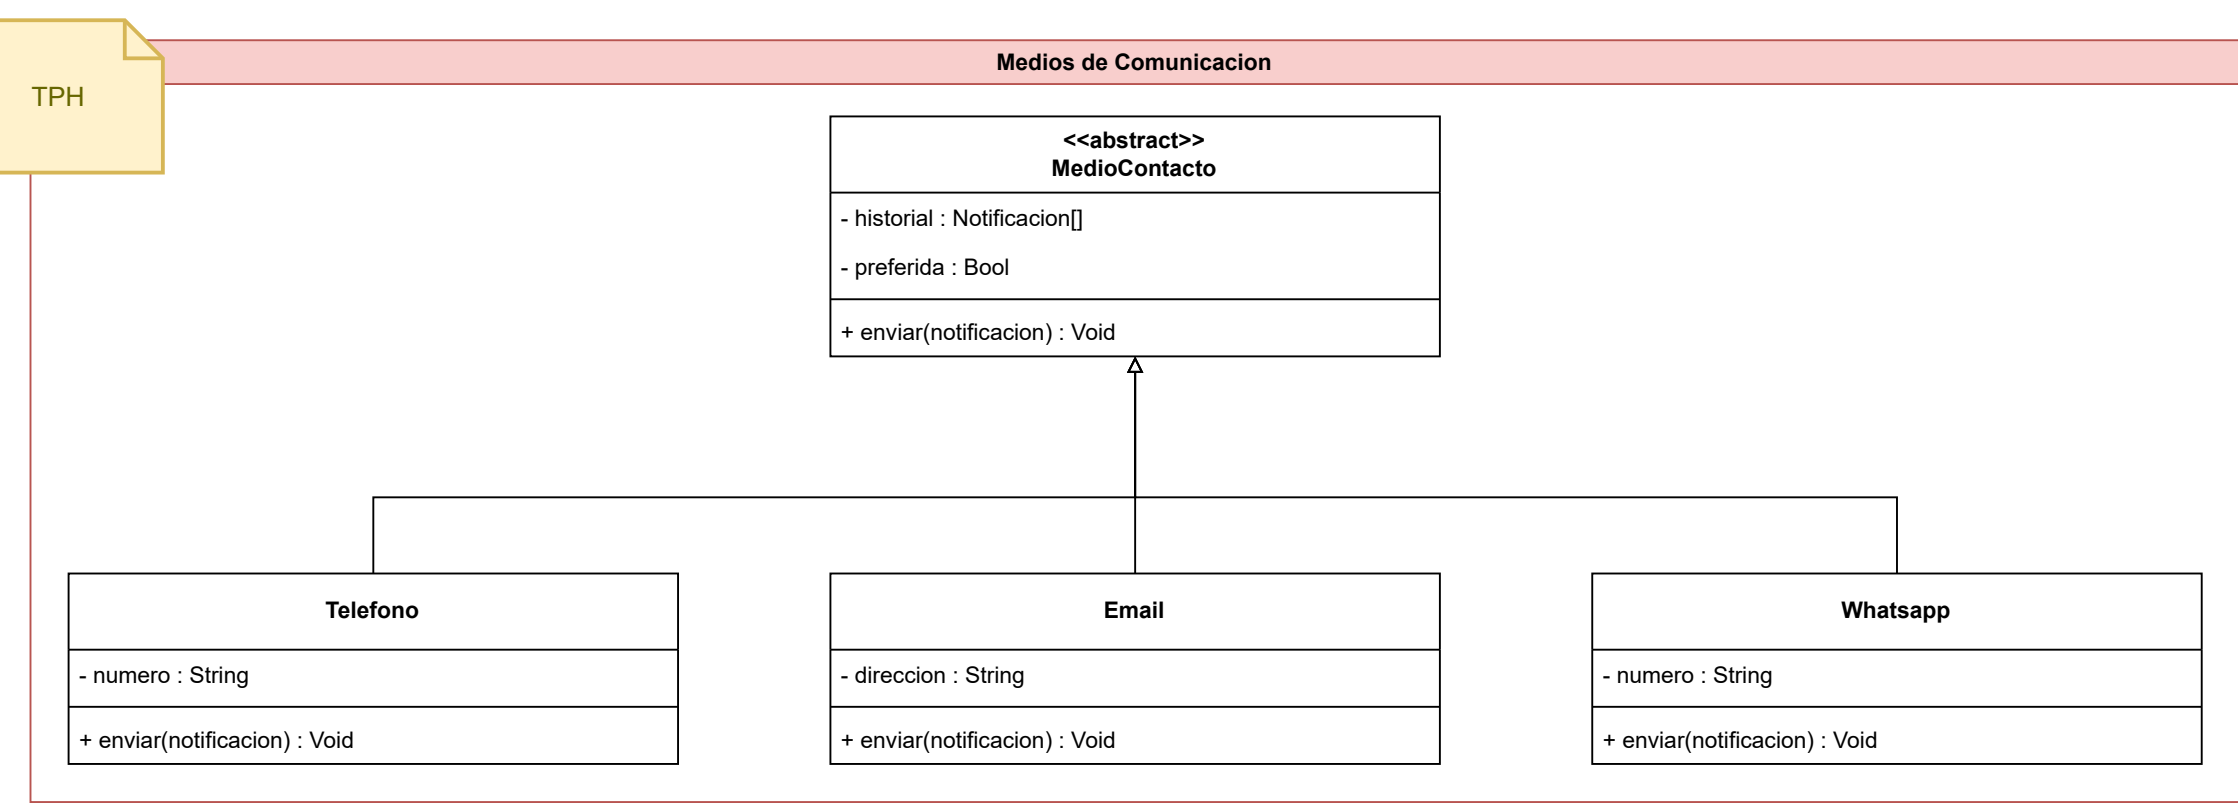 TPH
Medios de Comunicacion
<<abstract>>
MedioContacto
- historial : Notificacion[]
- preferida : Bool
+ enviar(notificacion) : Void
Telefono
- numero : String
+ enviar(notificacion) : Void
Email
- direccion : String
+ enviar(notificacion) : Void
Whatsapp
- numero : String
+ enviar(notificacion) : Void